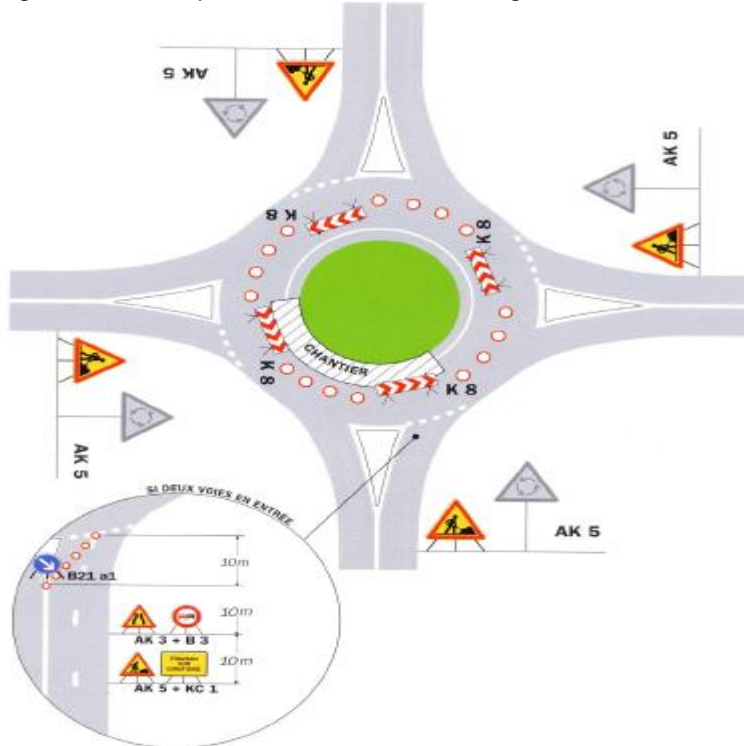 AK 5
AK 5
K 8
K 8
CHANTIER
K 8
K 8
AK 5
AK 5
SI DEUX VOIES EN ENTRÉE
10m
B21 a1
10m
AK 3 + B 3
10m
AK 5 + KC 1